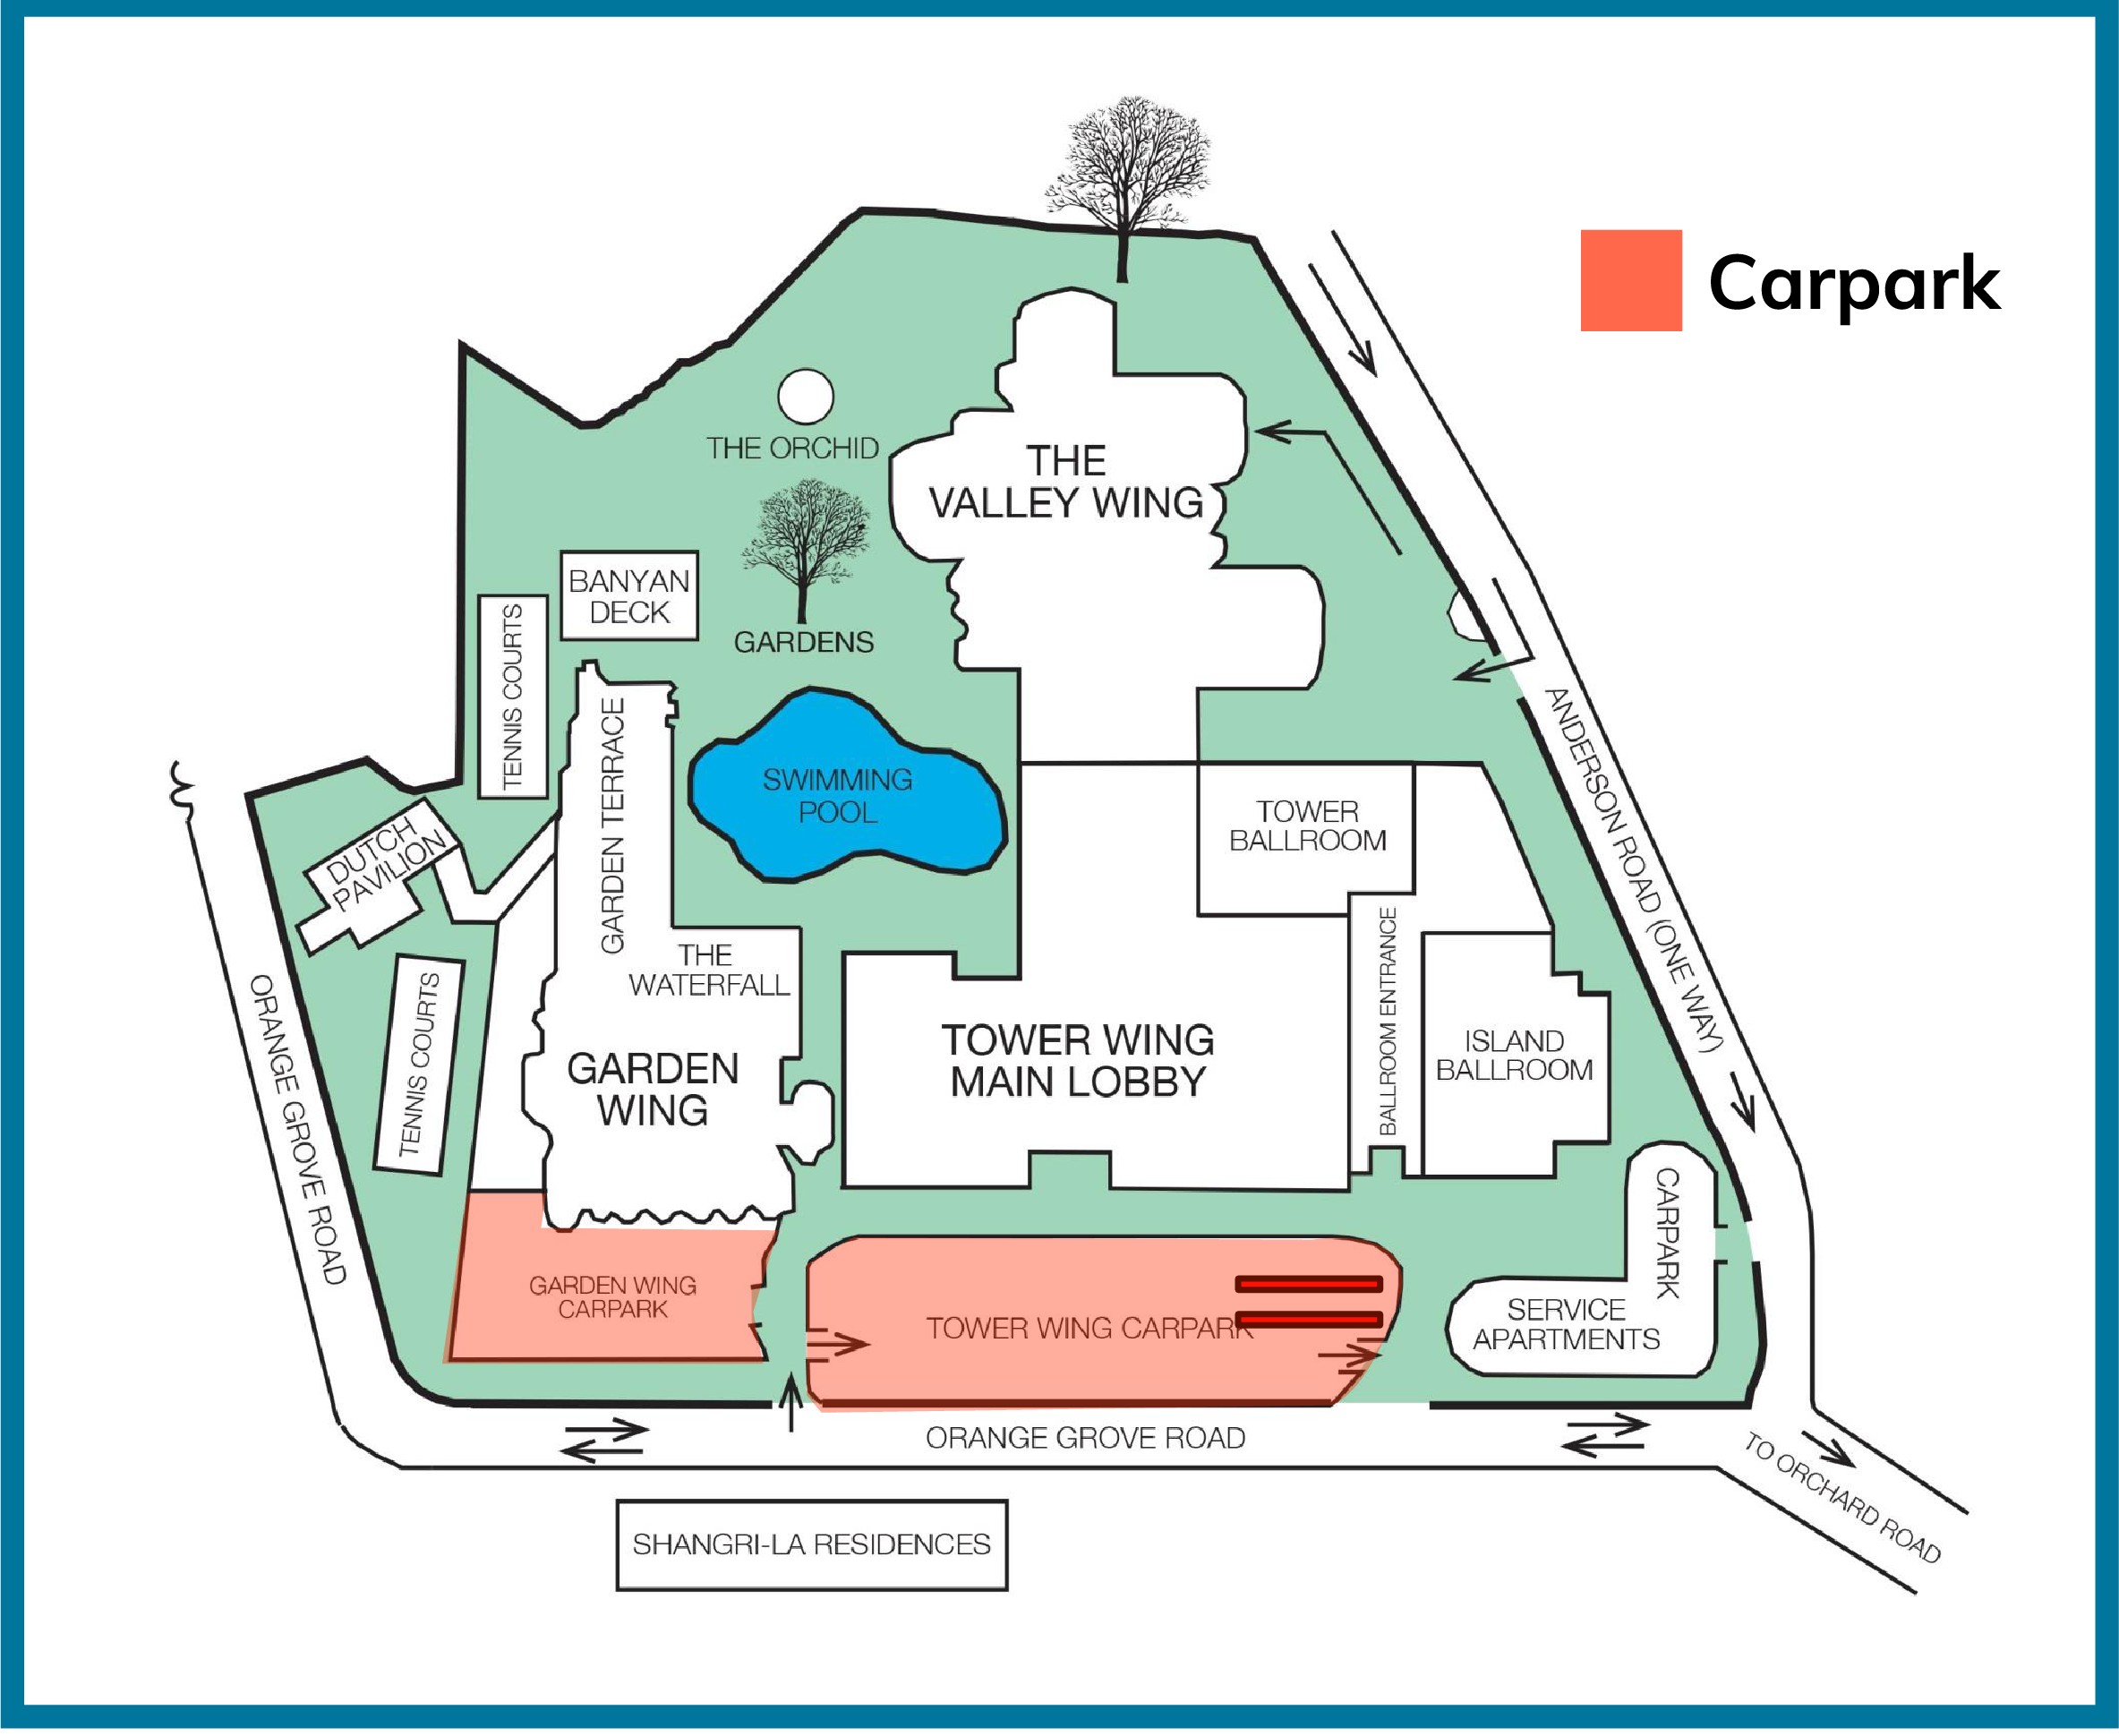 Carpark
THE ORCHID
THE
VALLEY WING
BANYAN
DECK
GARDENS
TENNIS COURTS
GARDEN TERRACE
SWIMMING
POOL
TOWER
BALLROOM
ANDERSON ROAD (ONE WAY)
DUTCH
PAVILION
THE
WATERFALL
BALLROOM ENTRANCE
ORANGE GROVE ROAD
TENNIS COURTS
GARDEN
WING
TOWER WING
MAIN LOBBY
ISLAND
BALLROOM
CARPARK
GARDEN WING
CARPARK
TOWER WING CARPARK
SERVICE
APARTMENTS
ORANGE GROVE ROAD
TO ORCHARD ROAD
SHANGRI-LA RESIDENCES